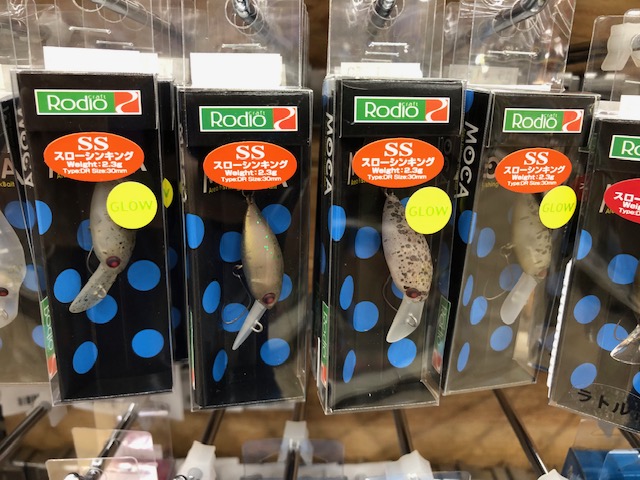 Rodio craft
SS
スローシンキング
Weight:2.3g
Type:DR Size:30mm
GLOW
MOCA
Rodio craft
SS
スローシンキング
Weight:2.3g
Type:DR Size:30mm
Rodio craft
SS
スローシンキング
Weight:2.3g
Type:DR Size:30mm
GLOW
MOCA
Rodio craft
SS
スローシンキング
Weight:2.3g
Type:DR Size:30mm
GLOW
MOCA
ラトル